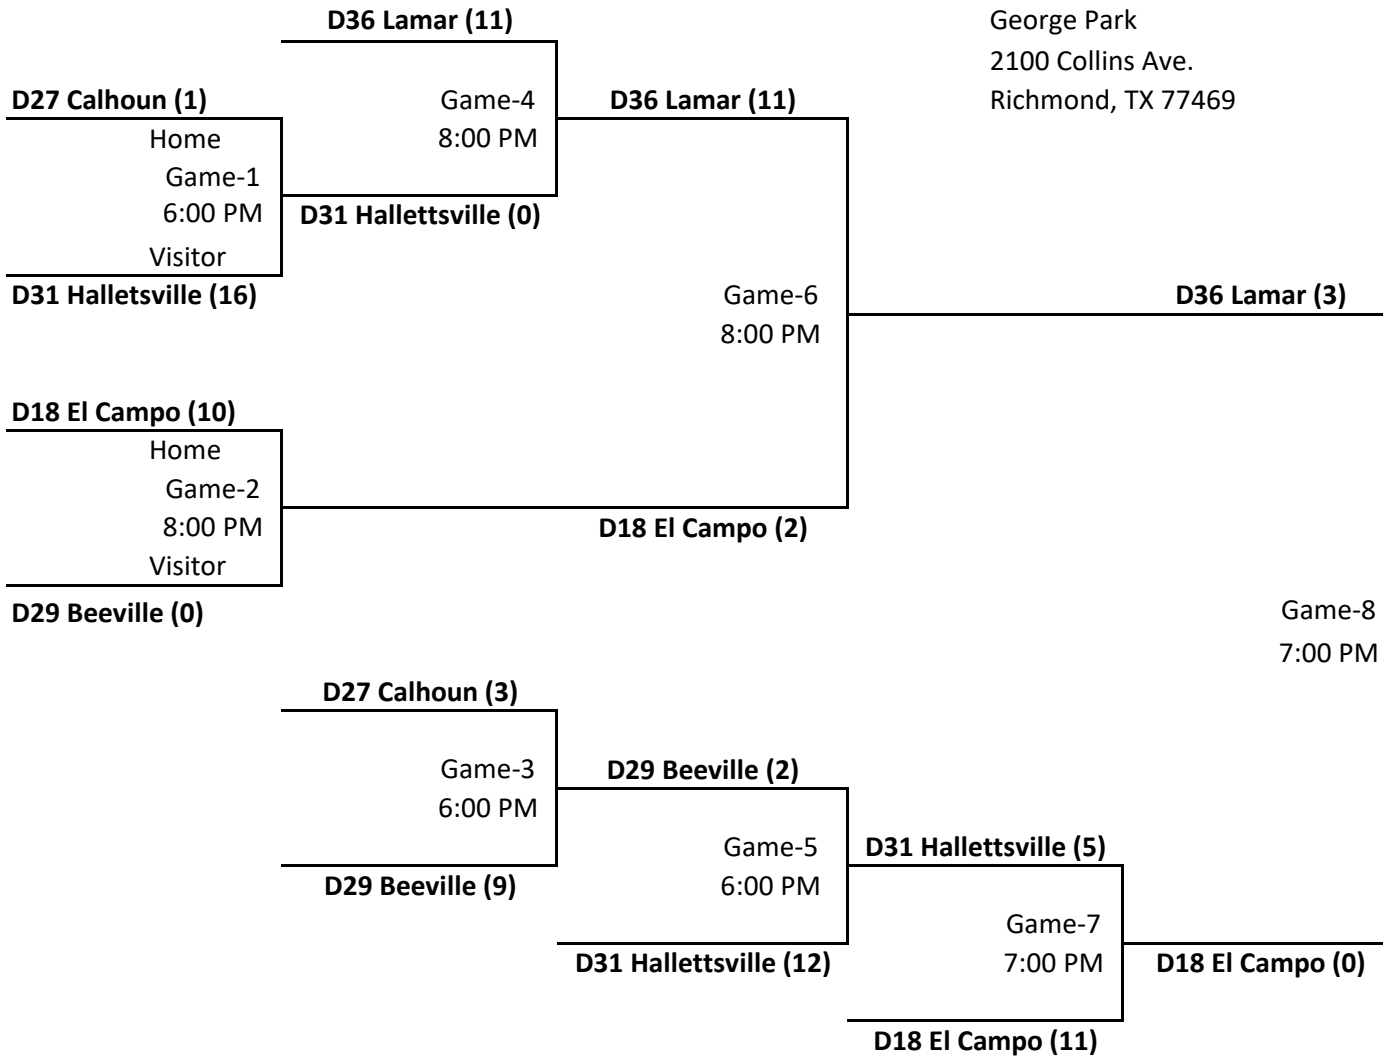 D36 Lamar (11)
George Park
2100 Collins Ave.
Richmond, TX 77469
D27 Calhoun (1)
Game-4
8:00 PM
D36 Lamar (11)
Home
Game-1
6:00 PM
Visitor
D31 Hallettsville (0)
D31 Halletsville (16)
Game-6
8:00 PM
D36 Lamar (3)
D18 El Campo (10)
Home
Game-2
8:00 PM
Visitor
D18 El Campo (2)
D29 Beeville (0)
Game-8
7:00 PM
D27 Calhoun (3)
Game-3
6:00 PM
D29 Beeville (2)
D29 Beeville (9)
Game-5
6:00 PM
D31 Hallettsville (5)
D31 Hallettsville (12)
Game-7
7:00 PM
D18 El Campo (0)
D18 El Campo (11)